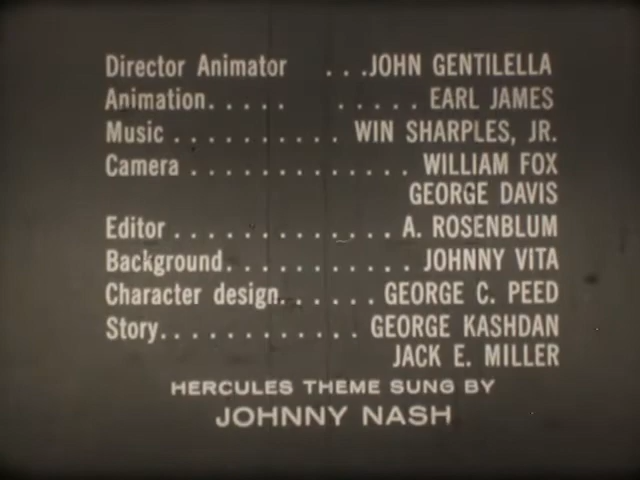 Director Animator . . .JOHN GENTILELLA
Animation. . . . . . . . . . EARL JAMES
Music . . . . . . . . . . WIN SHARPLES, JR.
Camera . . . . . . . . . . . . . WILLIAM FOX
GEORGE DAVIS
Editor . . . . . . . . . . . . . A. ROSENBLUM
Background. . . . . . . . . . . JOHNNY VITA
Character design. . . . . . GEORGE C. PEED
Story. . . . . . . . . . . . GEORGE KASHDAN
JACK E. MILLER
HERCULES THEME SUNG BY
JOHNNY NASH